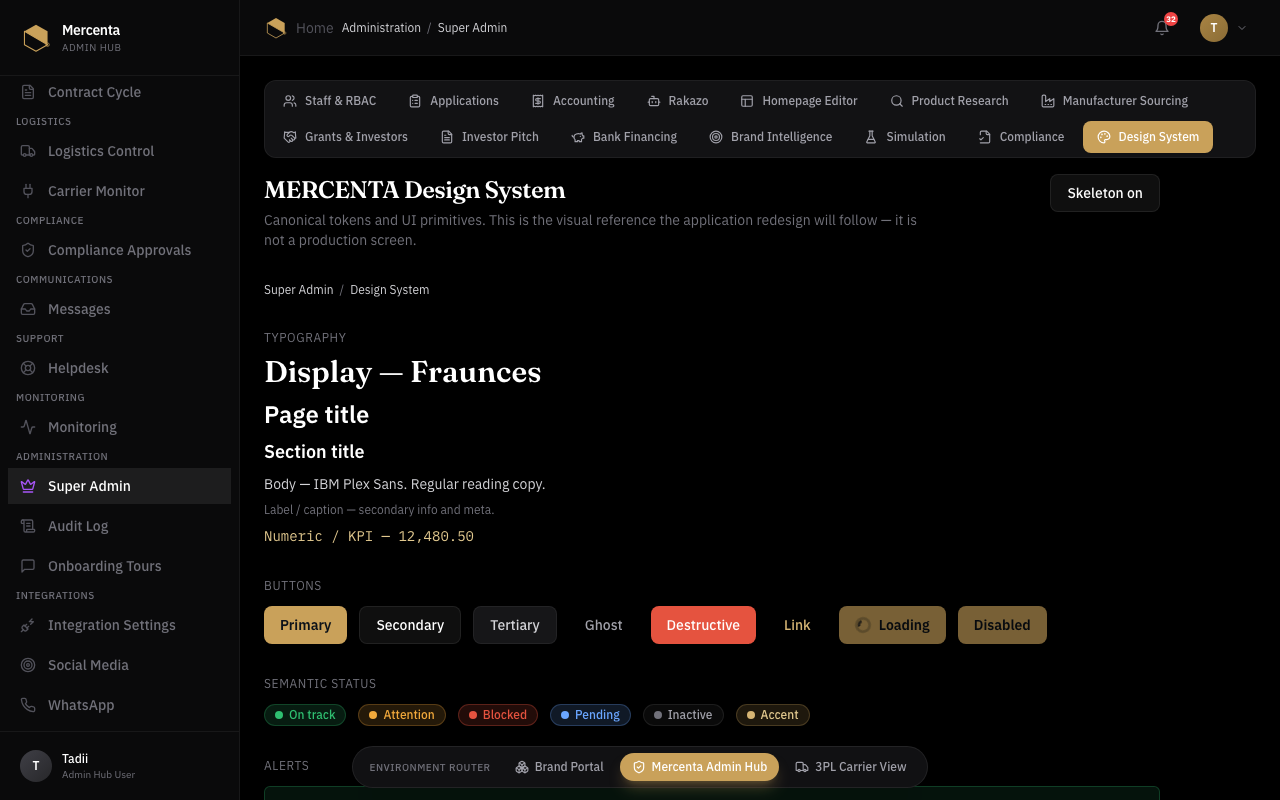 Mercenta
ADMIN HUB
Contract Cycle
LOGISTICS
Logistics Control
Carrier Monitor
COMPLIANCE
Compliance Approvals
COMMUNICATIONS
Messages
SUPPORT
Helpdesk
MONITORING
Monitoring
ADMINISTRATION
Super Admin
Audit Log
Onboarding Tours
INTEGRATIONS
Integration Settings
Social Media
WhatsApp
T
Tadii
Admin Hub User
Home Administration / Super Admin
32
T
Staff & RBAC Applications Accounting Rakazo Homepage Editor Product Research Manufacturer Sourcing
Grants & Investors Investor Pitch Bank Financing Brand Intelligence Simulation Compliance Design System
MERCENTA Design System
Skeleton on
Canonical tokens and UI primitives. This is the visual reference the application redesign will follow — it is
not a production screen.
Super Admin / Design System
TYPOGRAPHY
Display — Fraunces
Page title
Section title
Body — IBM Plex Sans. Regular reading copy.
Label / caption — secondary info and meta.
Numeric / KPI — 12,480.50
BUTTONS
Primary Secondary Tertiary Ghost Destructive Link Loading Disabled
SEMANTIC STATUS
On track Attention Blocked Pending Inactive Accent
ALERTS
ENVIRONMENT ROUTER Brand Portal Mercenta Admin Hub 3PL Carrier View